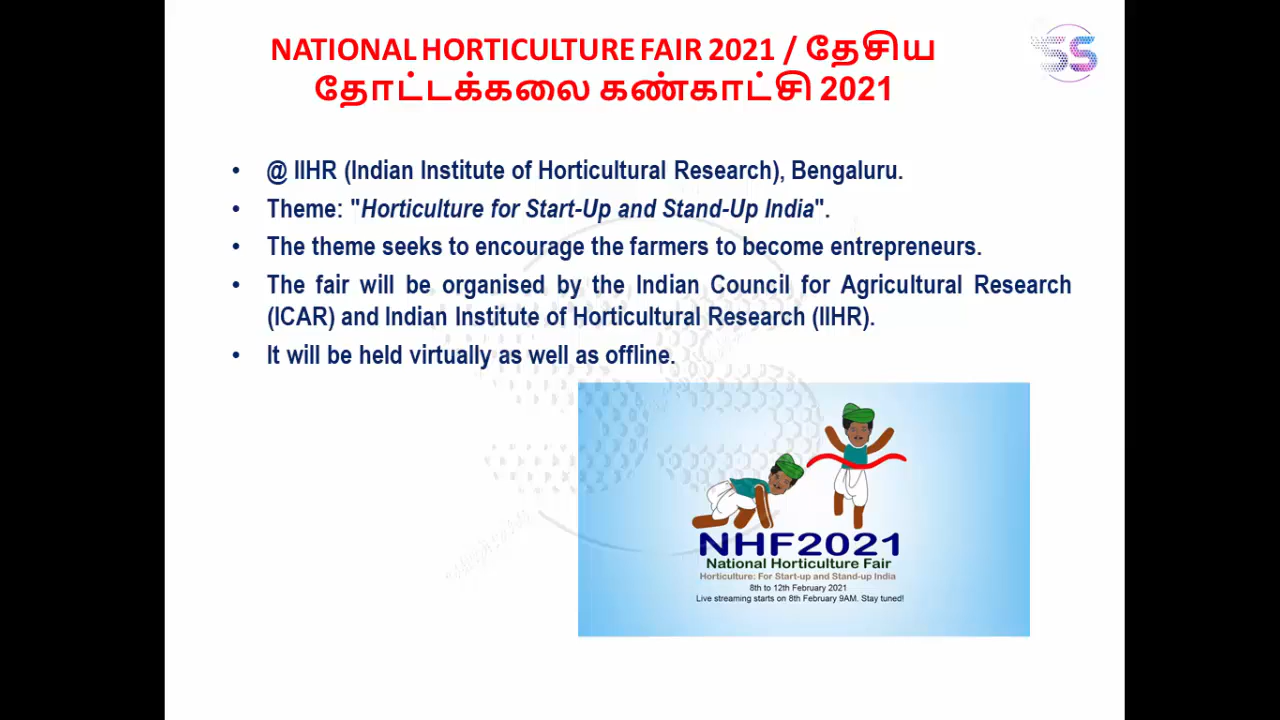 NATIONAL HORTICULTURE FAIR 2021 / தேசிய
தோட்டக்கலை கண்காட்சி 2021
SS
• @ IIHR (Indian Institute of Horticultural Research), Bengaluru.
• Theme: "Horticulture for Start-Up and Stand-Up India".
• The theme seeks to encourage the farmers to become entrepreneurs.
• The fair will be organised by the Indian Council for Agricultural Research
(ICAR) and Indian Institute of Horticultural Research (IIHR).
• It will be held virtually as well as offline.
NHF2021
National Horticulture Fair
Horticulture: For Start-up and Stand-up India
8th to 12th February 2021
Live streaming starts on 8th February 9AM. Stay tuned!